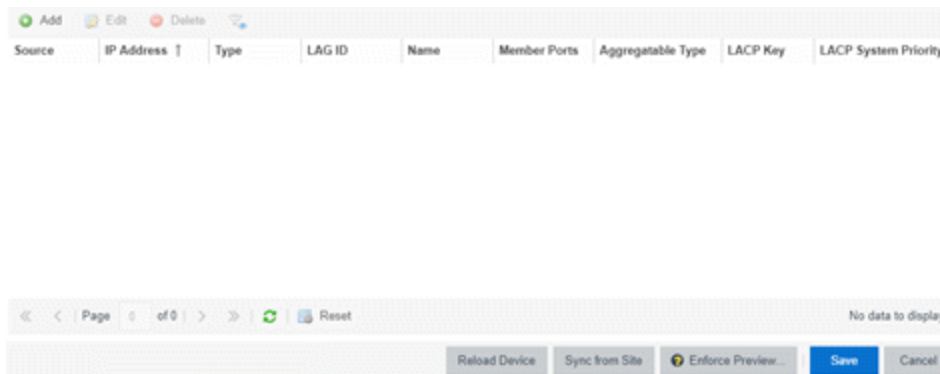 Add Edit Delete
Source IP Address ↑ Type LAG ID Name Member Ports Aggregatable Type LACP Key LACP System Priority
Page 0 of 0 Reset No data to display
Reload Device Sync from Site Enforce Preview... Save Cancel